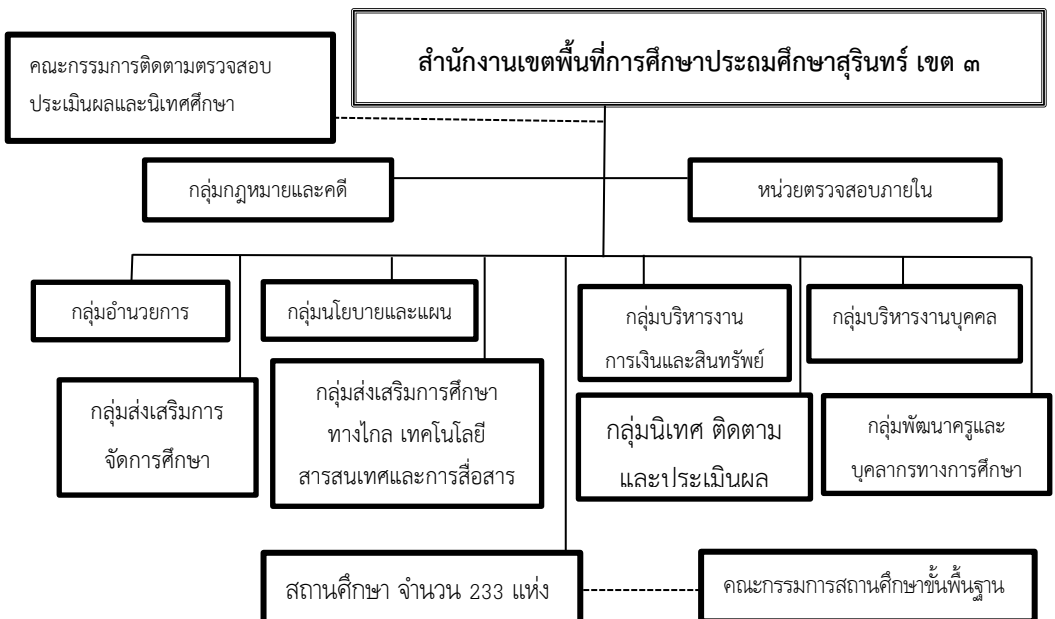 สำนักงานเขตพื้นที่การศึกษาประถมศึกษาสุรินทร์ เขต ๓
คณะกรรมการติดตามตรวจสอบ
ประเมินผลและนิเทศศึกษา
กลุ่มกฎหมายและคดี
หน่วยตรวจสอบภายใน
กลุ่มอำนวยการ
กลุ่มนโยบายและแผน
กลุ่มบริหารงาน
การเงินและสินทรัพย์
กลุ่มบริหารงานบุคคล
กลุ่มส่งเสริมการ
จัดการศึกษา
กลุ่มส่งเสริมการศึกษา
ทางไกล เทคโนโลยี
สารสนเทศและการสื่อสาร
กลุ่มนิเทศ ติดตาม
และประเมินผล
กลุ่มพัฒนาครูและ
บุคลากรทางการศึกษา
สถานศึกษา จำนวน 233 แห่ง
คณะกรรมการสถานศึกษาขั้นพื้นฐาน